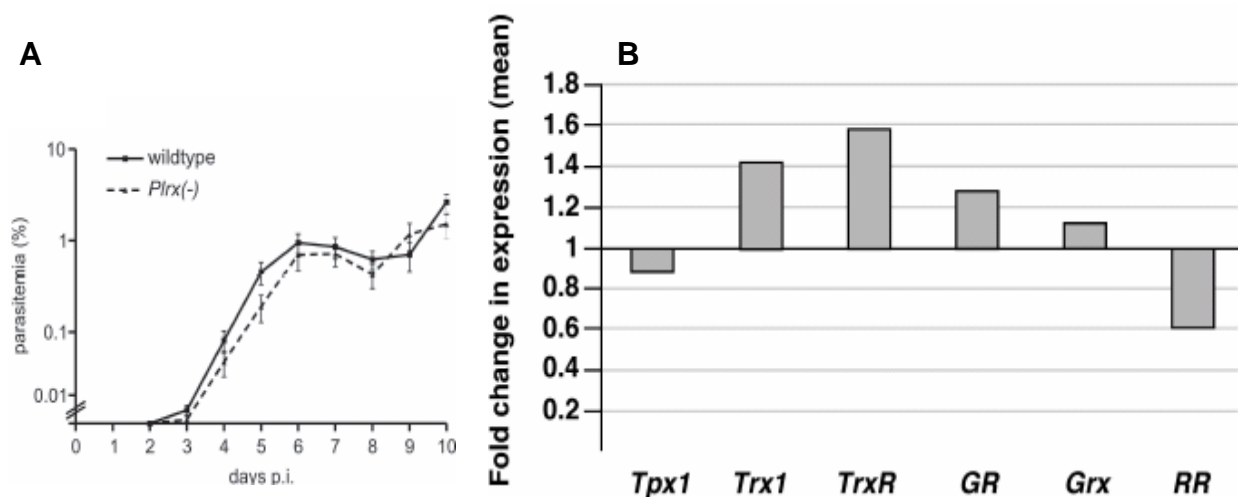 A
wildtype
Plrx(-)
parasitemia (%)
10
1
0.1
0.01
0 1 2 3 4 5 6 7 8 9 10
days p.i.
B
Fold change in expression (mean)
1.8
1.6
1.4
1.2
1
0.8
0.6
0.4
0.2
Tpx1 Trx1 TrxR GR Grx RR